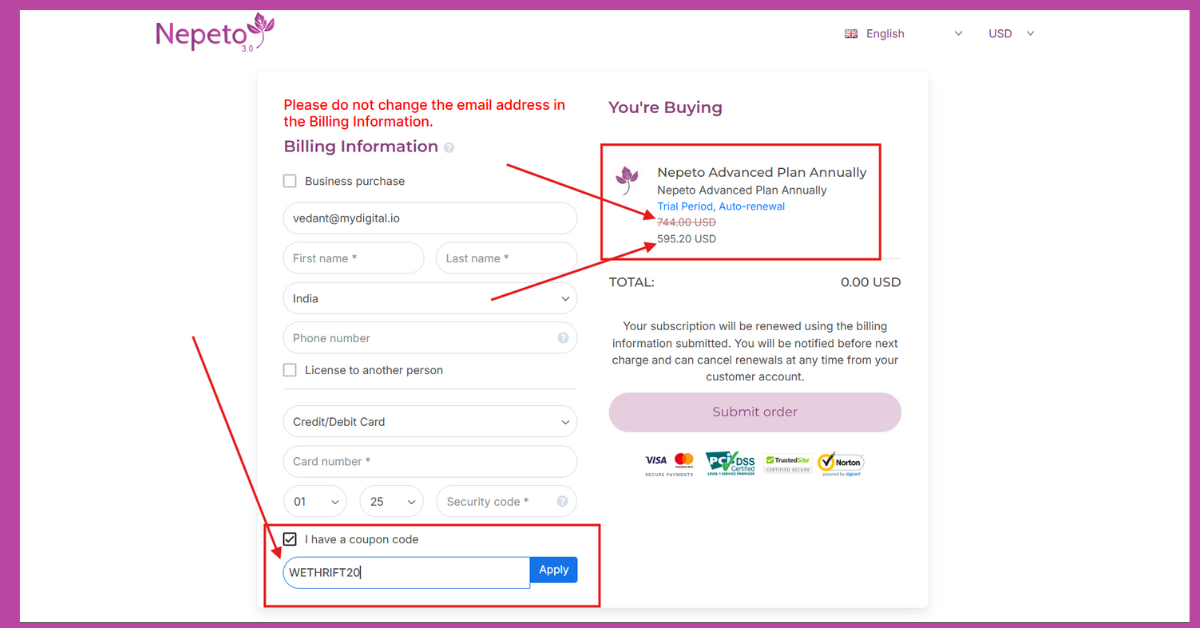 Nepeto
3.0
English
USD
Please do not change the email address in
the Billing Information.
Billing Information ?
Business purchase
vedant@mydigital.io
First name *
Last name *
India
Phone number
?
License to another person
Credit/Debit Card
Card number *
01
25
Security code *
?
I have a coupon code
WETHRIFT20
Apply
You're Buying
Nepeto Advanced Plan Annually
Nepeto Advanced Plan Annually
Trial Period, Auto-renewal
744.00 USD
595.20 USD
TOTAL: 0.00 USD
Your subscription will be renewed using the billing
information submitted. You will be notified before next
charge and can cancel renewals at any time from your
customer account.
Submit order
VISA
SECURE PAYMENTS
PCI DSS
Certified
TrustedSite
CERTIFIED SECURE
Norton
powered by digicert